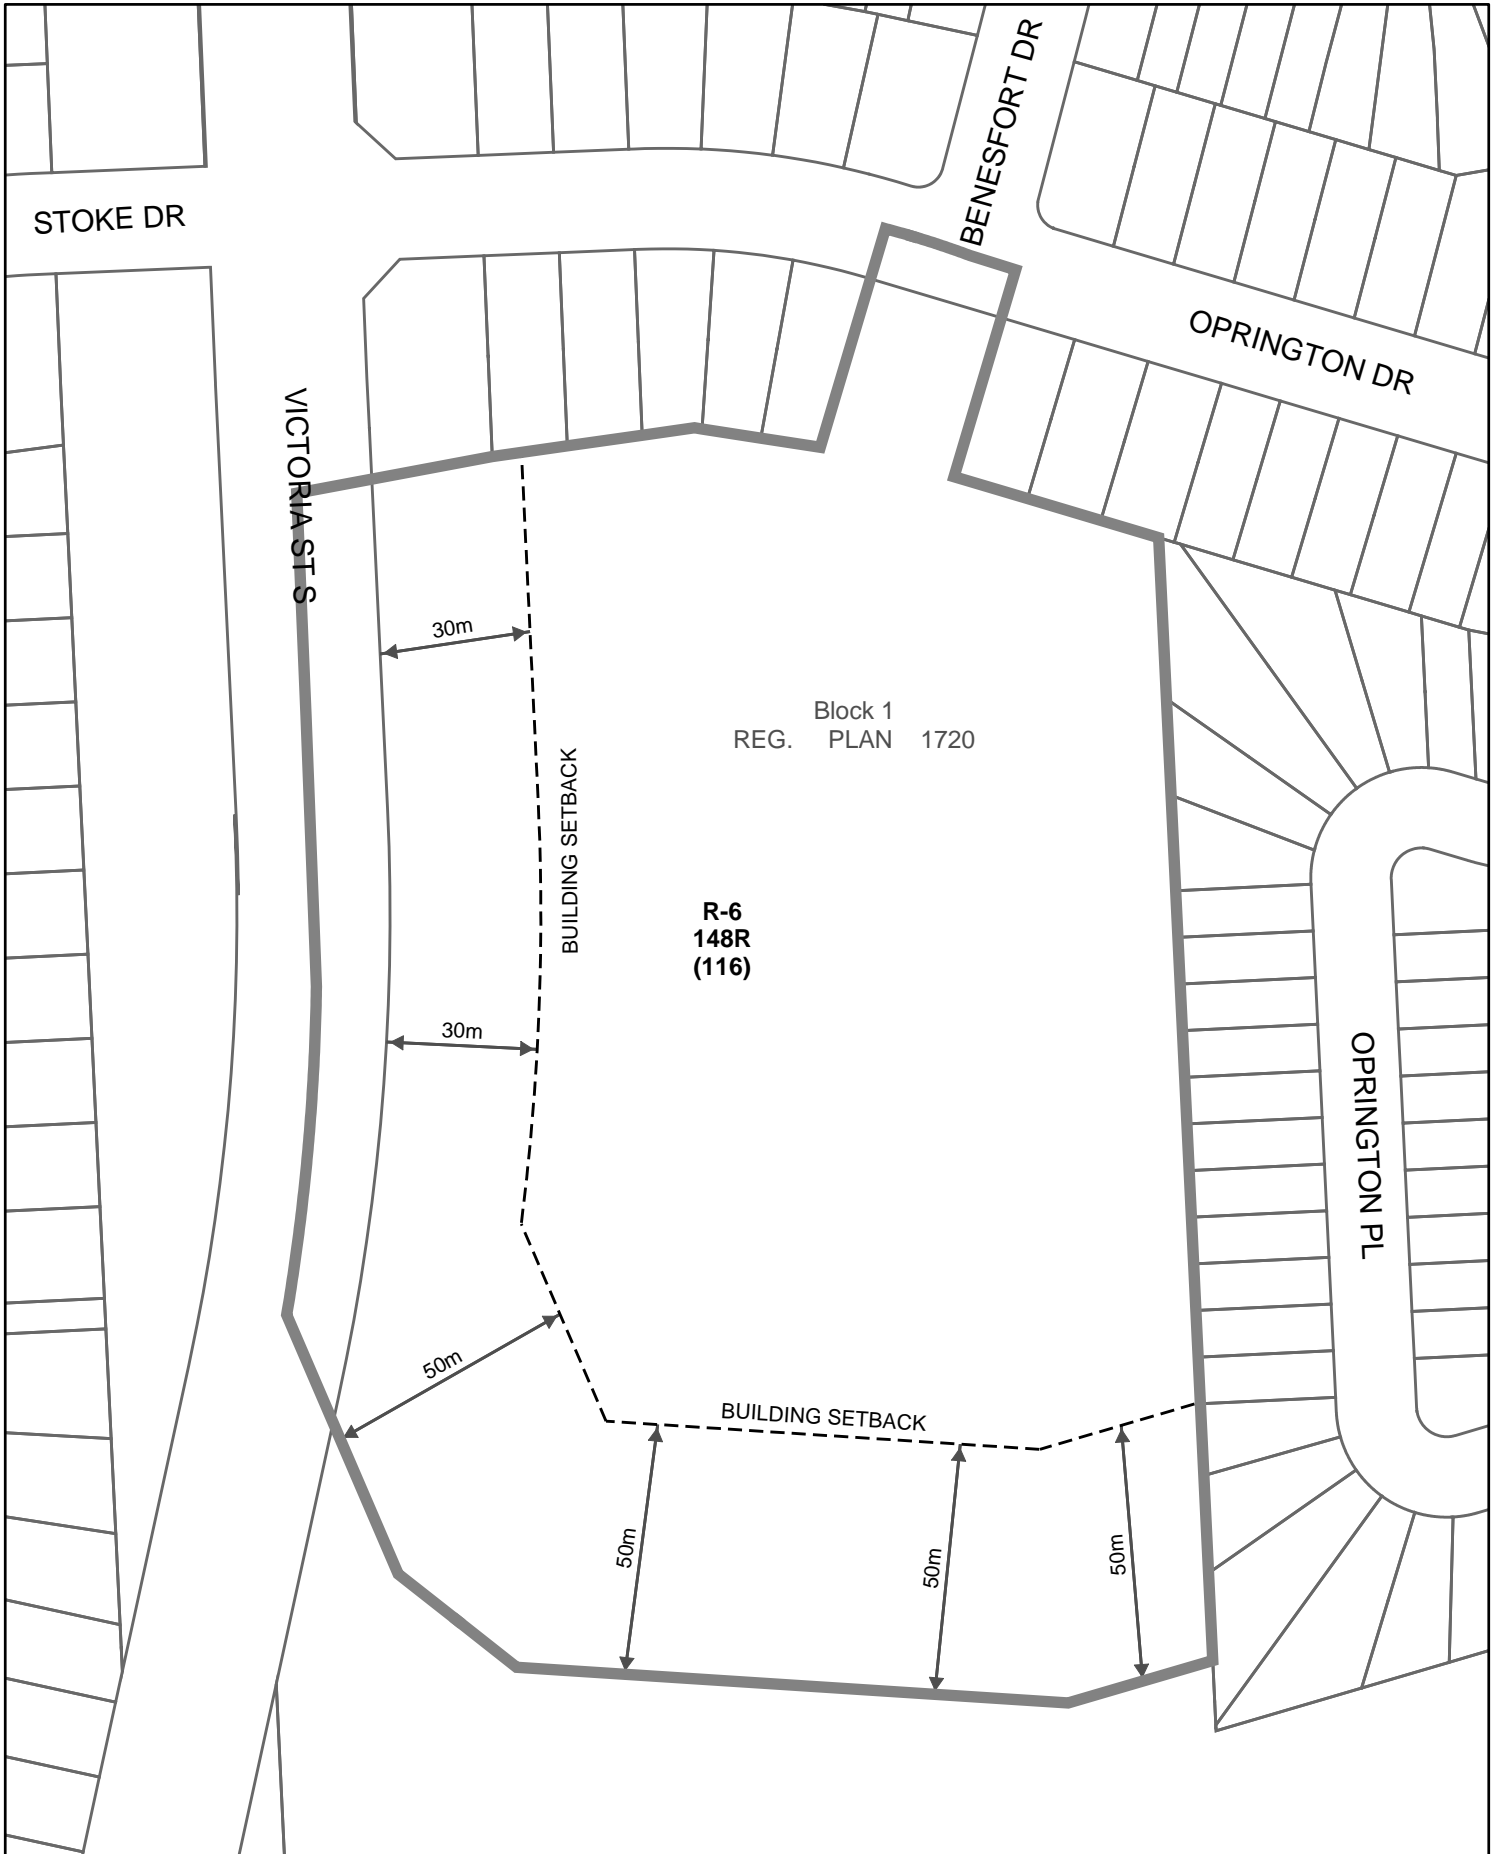 BENESFORT DR
STOKE DR
OPRINGTON DR
VICTORIA ST S
30m
Block 1
REG. PLAN 1720
BUILDING SETBACK
R-6
148R
(116)
30m
OPRINGTON PL
50m
BUILDING SETBACK
50m
50m
50m